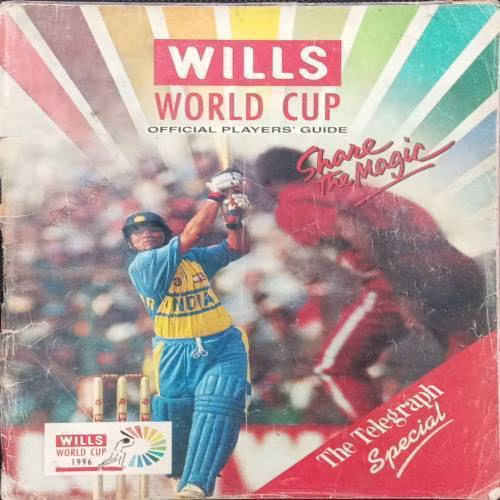 WILLS
WORLD CUP
OFFICIAL PLAYERS' GUIDE
Share
The Magic
INDIA
WILLS
WORLD CUP
1996
The Telegraph
Special